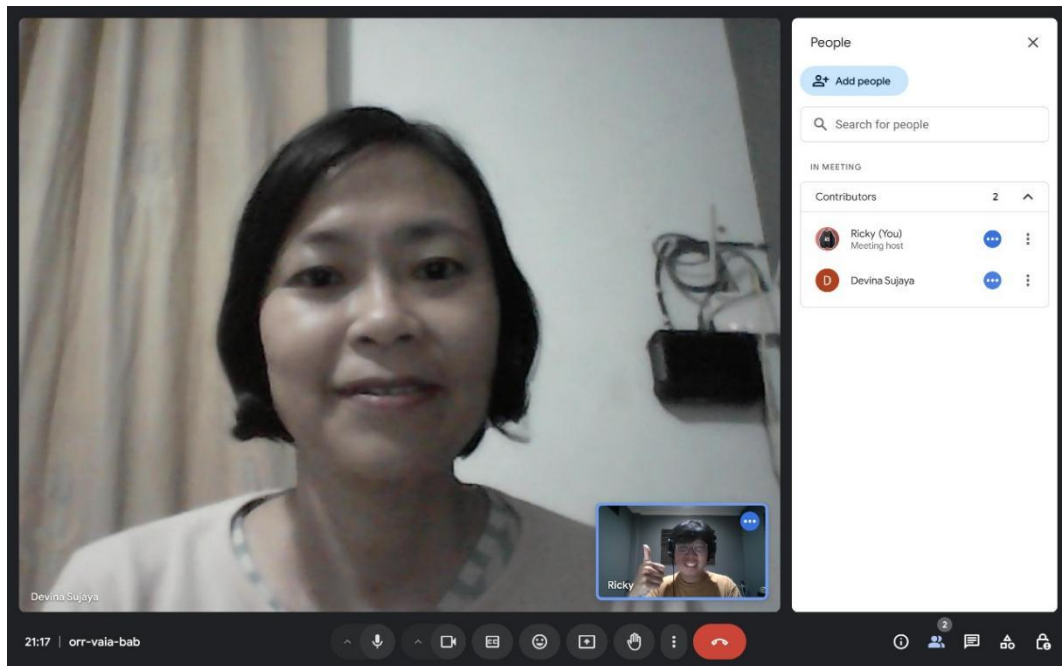 People
Add people
Search for people
IN MEETING
Contributors 2
Ricky (You)
Meeting host
D Devina Sujaya
Devina Sujaya
Ricky
21:17 | orr-vaia-bab
CC
2